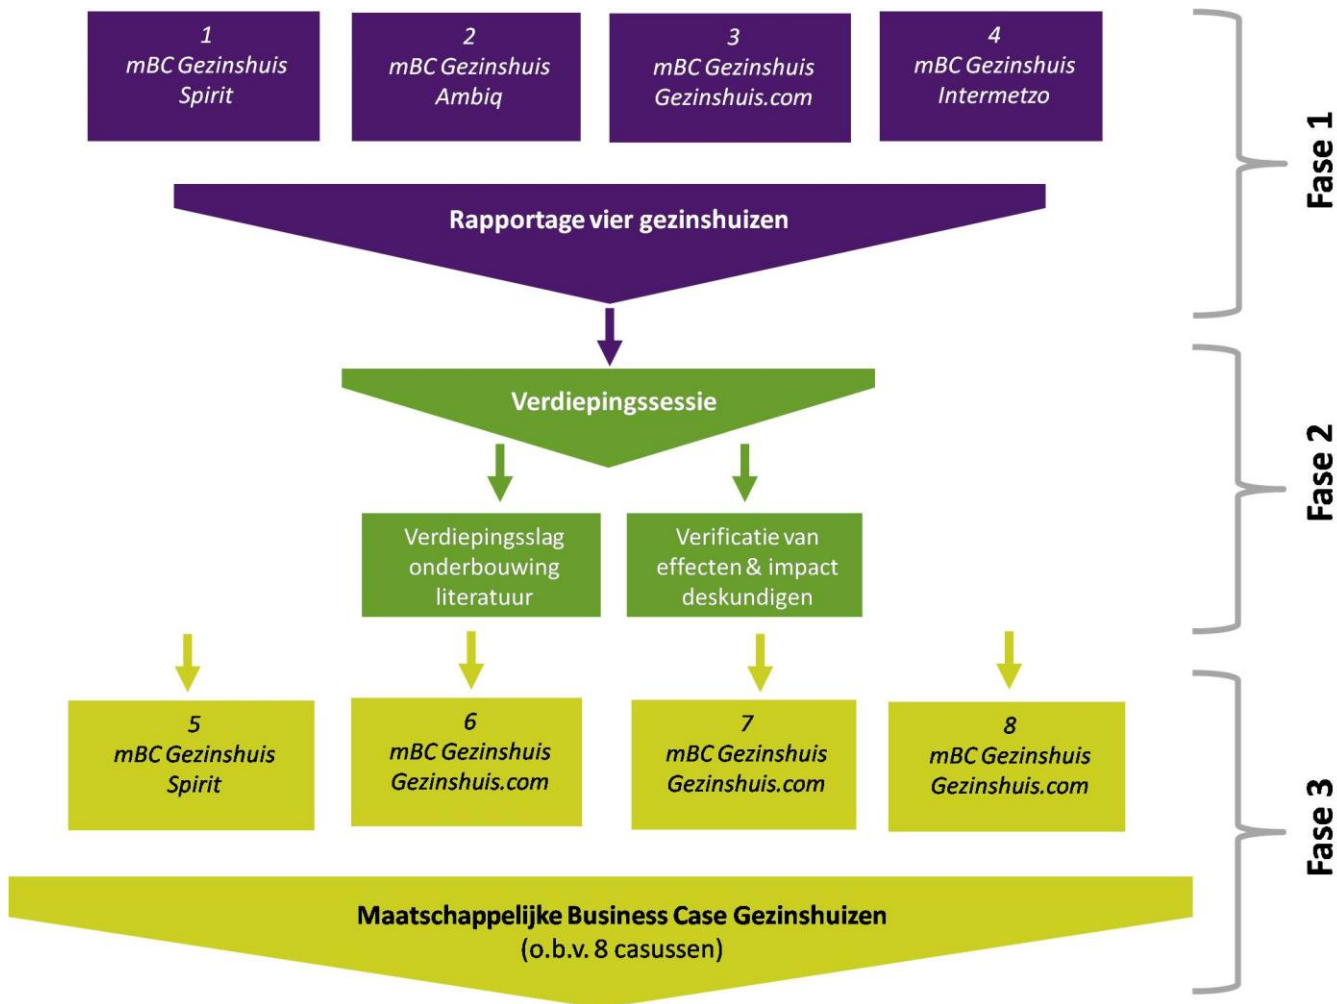 1
mBC Gezinshuis
Spirit
2
mBC Gezinshuis
Ambiq
3
mBC Gezinshuis
Gezinshuis.com
4
mBC Gezinshuis
Intermetzo
Fase 1
Rapportage vier gezinshuizen
Verdiepingssessie
Fase 2
Verdiepingsslag
onderbouwing
literatuur
Verificatie van
effecten & impact
deskundigen
5
mBC Gezinshuis
Spirit
6
mBC Gezinshuis
Gezinshuis.com
7
mBC Gezinshuis
Gezinshuis.com
8
mBC Gezinshuis
Gezinshuis.com
Fase 3
Maatschappelijke Business Case Gezinshuizen
(o.b.v. 8 casussen)